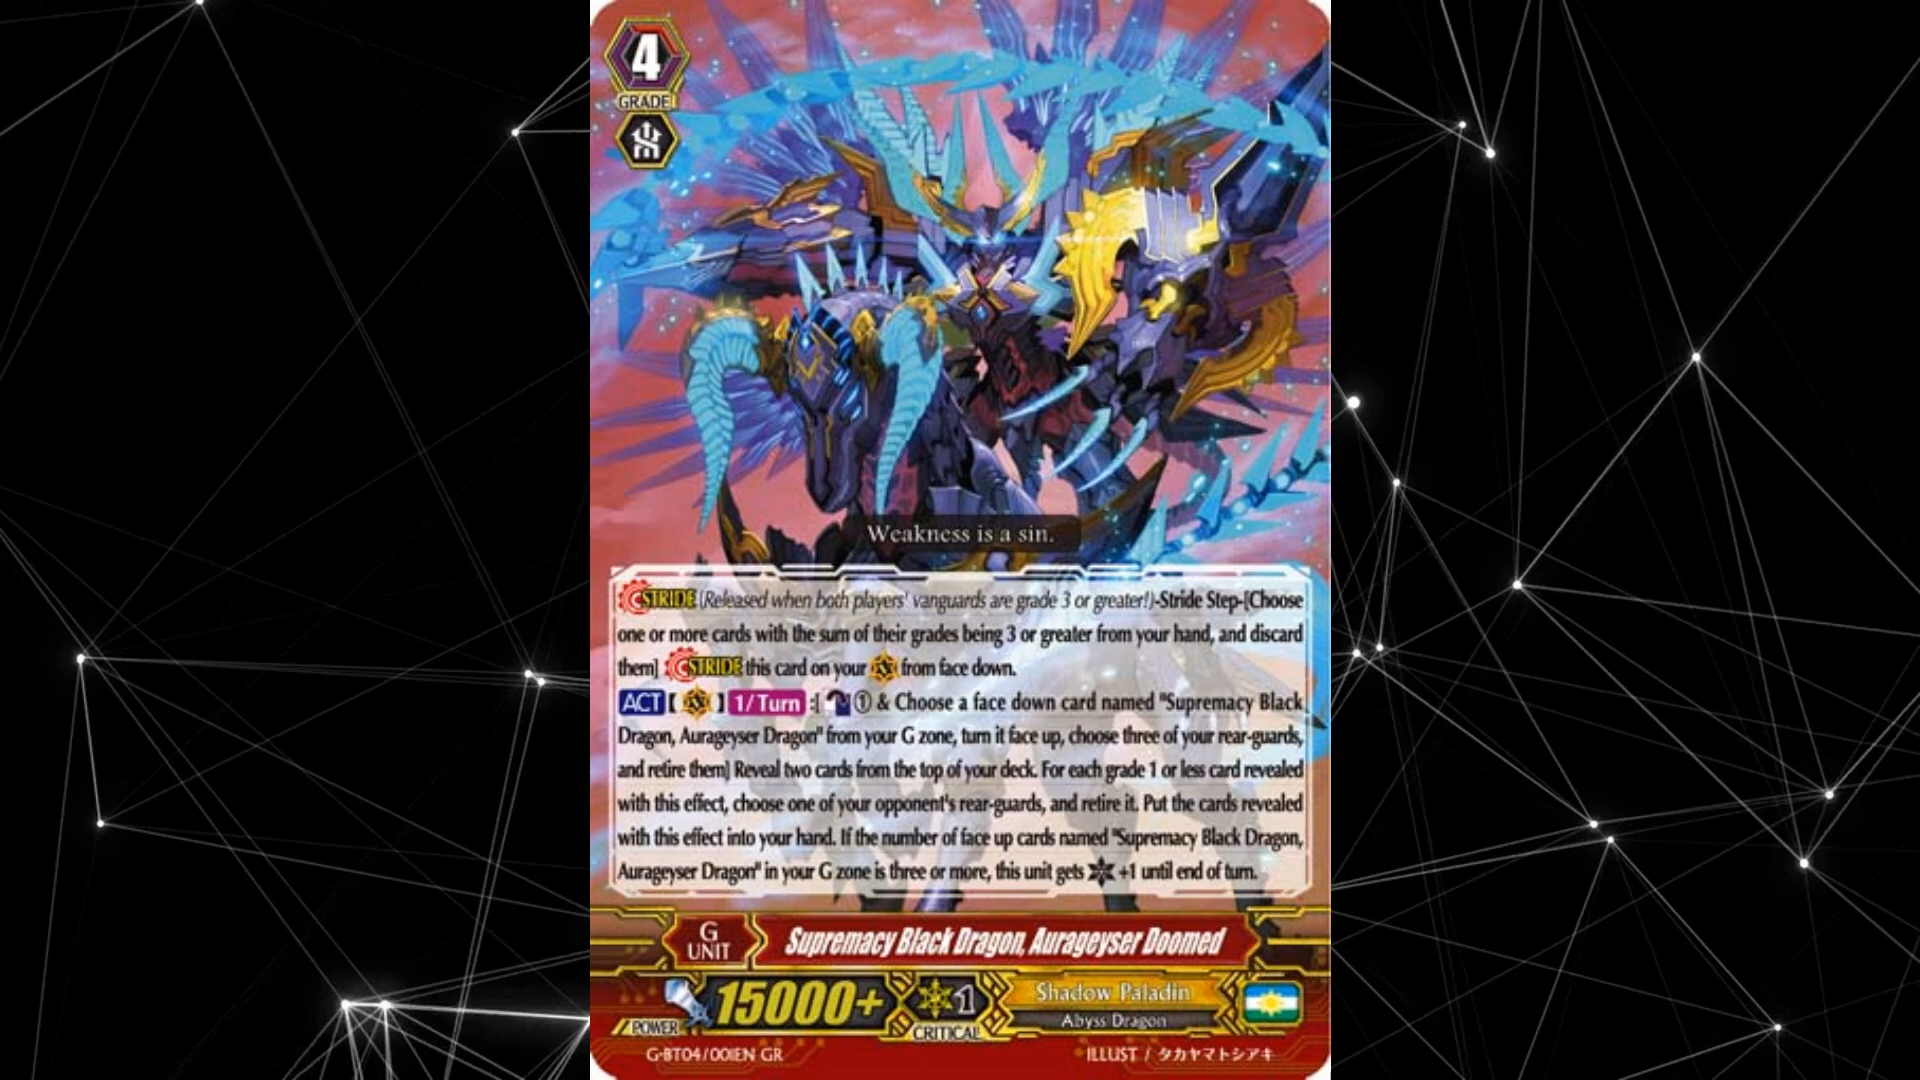 4
GRADE
Weakness is a sin.
STRIDE (Released when both players' vanguards are grade 3 or greater!)-Stride Step-[Choose
one or more cards with the sum of their grades being 3 or greater from your hand, and discard
them] STRIDE this card on your from face down.
ACT【 】1/Turn :[ ① & Choose a face down card named "Supremacy Black
Dragon, Aurageyser Dragon" from your G zone, turn it face up, choose three of your rear-guards,
and retire them] Reveal two cards from the top of your deck. For each grade 1 or less card revealed
with this effect, choose one of your opponent's rear-guards, and retire it. Put the cards revealed
with this effect into your hand. If the number of face up cards named "Supremacy Black Dragon,
Aurageyser Dragon" in your G zone is three or more, this unit gets +1 until end of turn.
G UNIT
Supremacy Black Dragon, Aurageyser Doomed
POWER 15000+
1 CRITICAL
Shadow Paladin
Abyss Dragon
G-BT04/001EN GR
ILLUST / タカヤマトシアキ